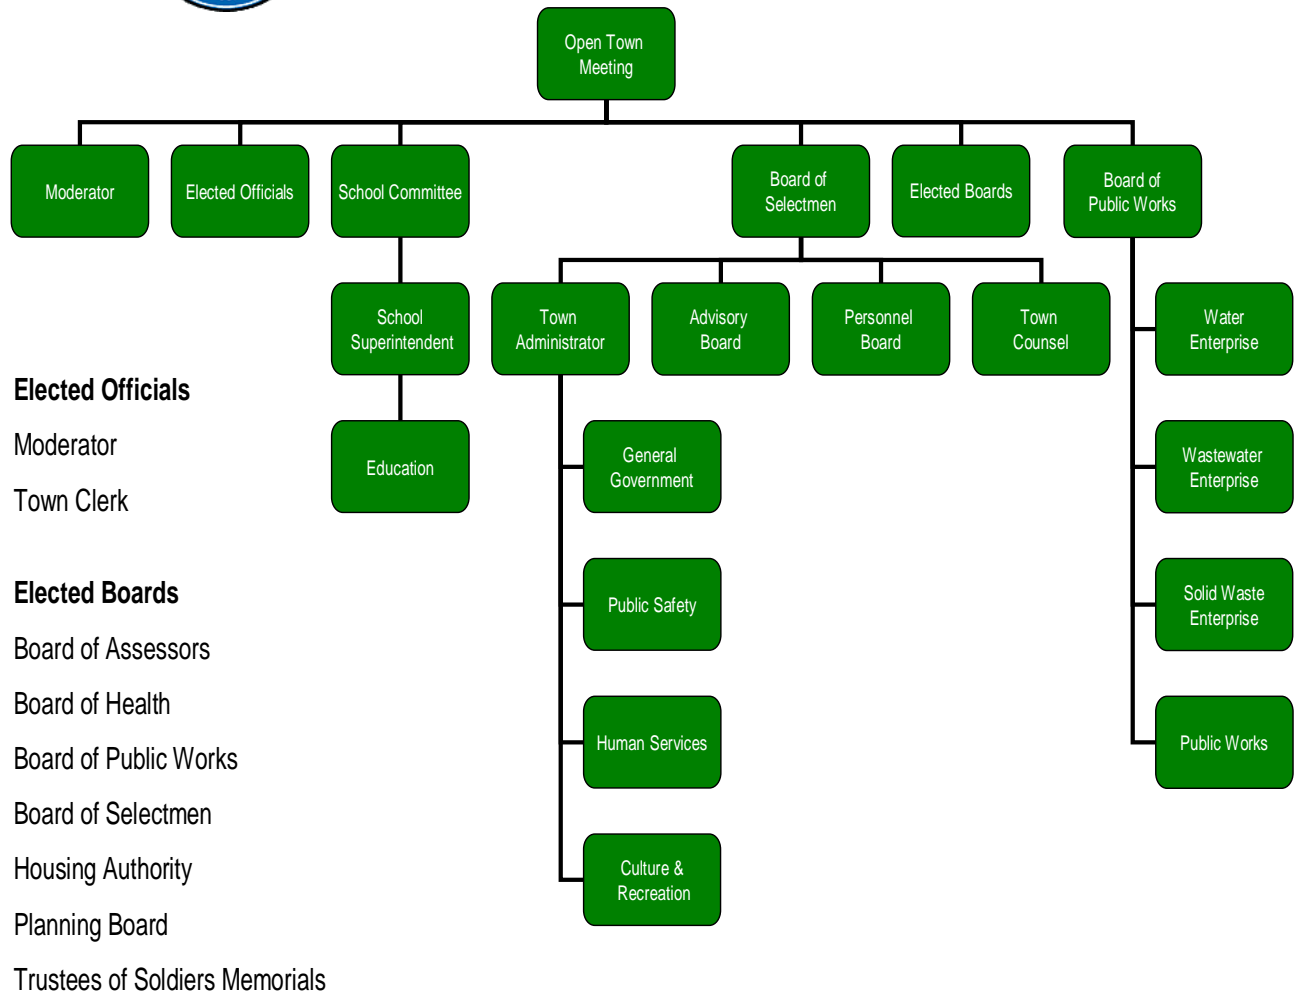 Open Town
Meeting
Moderator
Elected Officials
School Committee
Board of
Selectmen
Elected Boards
Board of
Public Works
School
Superintendent
Town
Administrator
Advisory
Board
Personnel
Board
Town
Counsel
Water
Enterprise
Education
General
Government
Wastewater
Enterprise
Public Safety
Solid Waste
Enterprise
Human Services
Public Works
Culture &
Recreation
Elected Officials
Moderator
Town Clerk
Elected Boards
Board of Assessors
Board of Health
Board of Public Works
Board of Selectmen
Housing Authority
Planning Board
Trustees of Soldiers Memorials